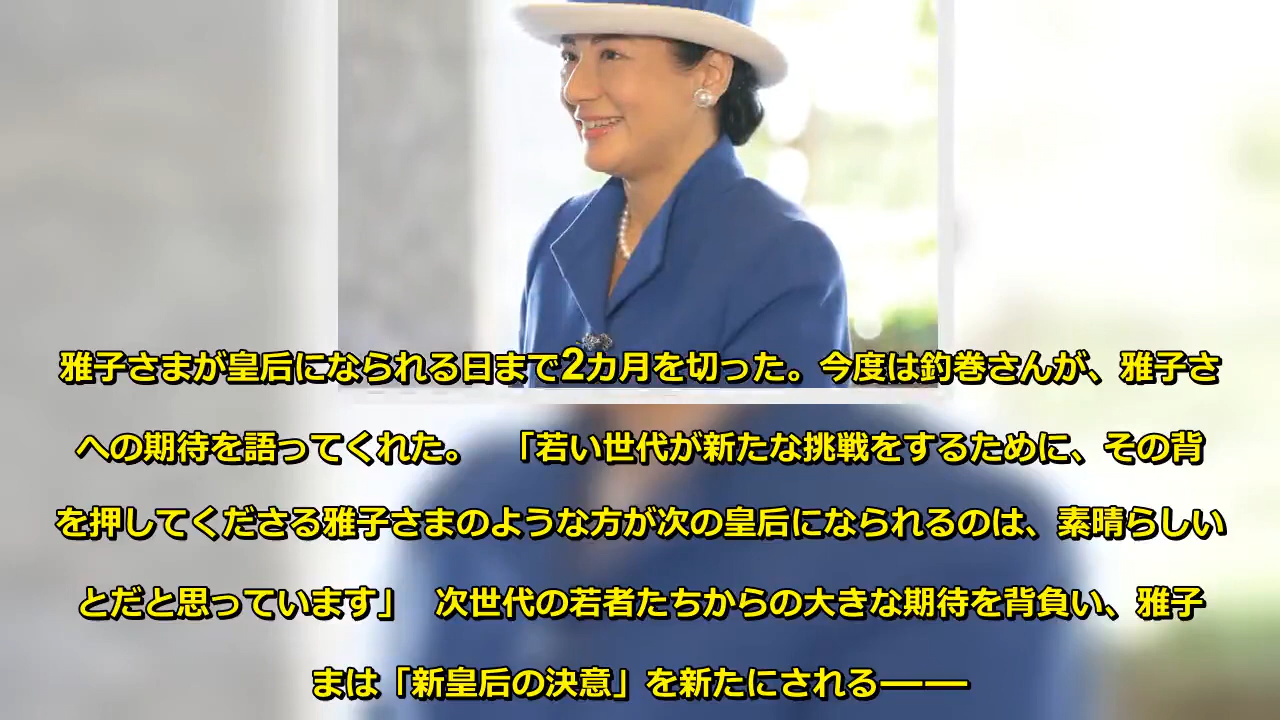 雅子さまが皇后になられる日まで2カ月を切った。今度は釣巻さんが、雅子さ
への期待を語ってくれた。　「若い世代が新たな挑戦をするために、その背
を押してくださる雅子さまのような方が次の皇后になられるのは、素晴らしい
とだと思っています」　次世代の若者たちからの大きな期待を背負い、雅子
まは「新皇后の決意」を新たにされる――